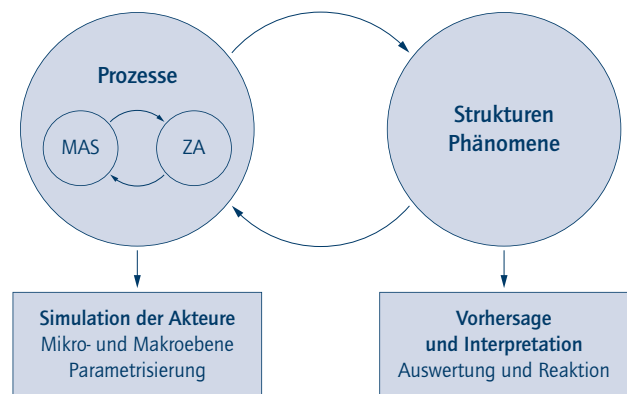 Prozesse
MAS
ZA
Strukturen
Phänomene
Simulation der Akteure
Mikro- und Makroebene
Parametrisierung
Vorhersage
und Interpretation
Auswertung und Reaktion